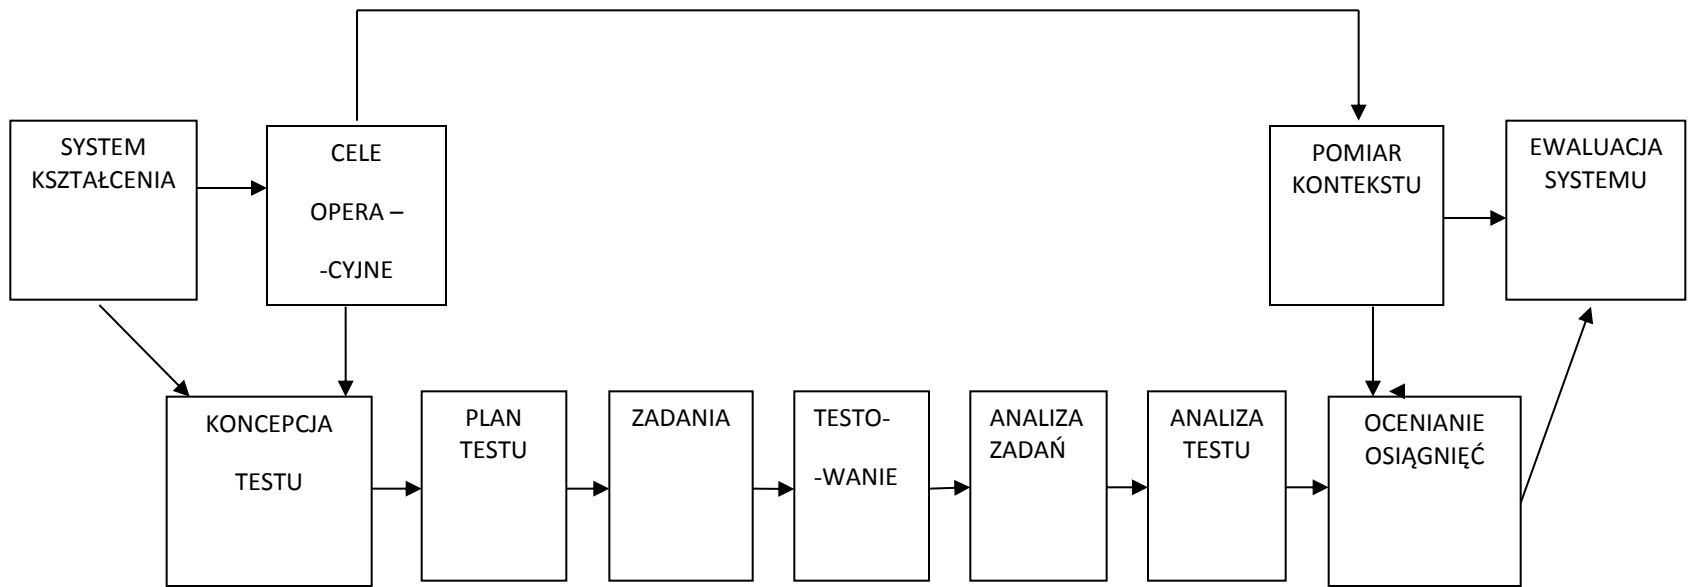 SYSTEM
KSZTAŁCENIA
CELE
OPERA –
-CYJNE
POMIAR
KONTEKSTU
EWALUACJA
SYSTEMU
KONCEPCJA
TESTU
PLAN
TESTU
ZADANIA
TESTO-
-WANIE
ANALIZA
ZADAŃ
ANALIZA
TESTU
OCENIANIE
OSIĄGNIĘĆ